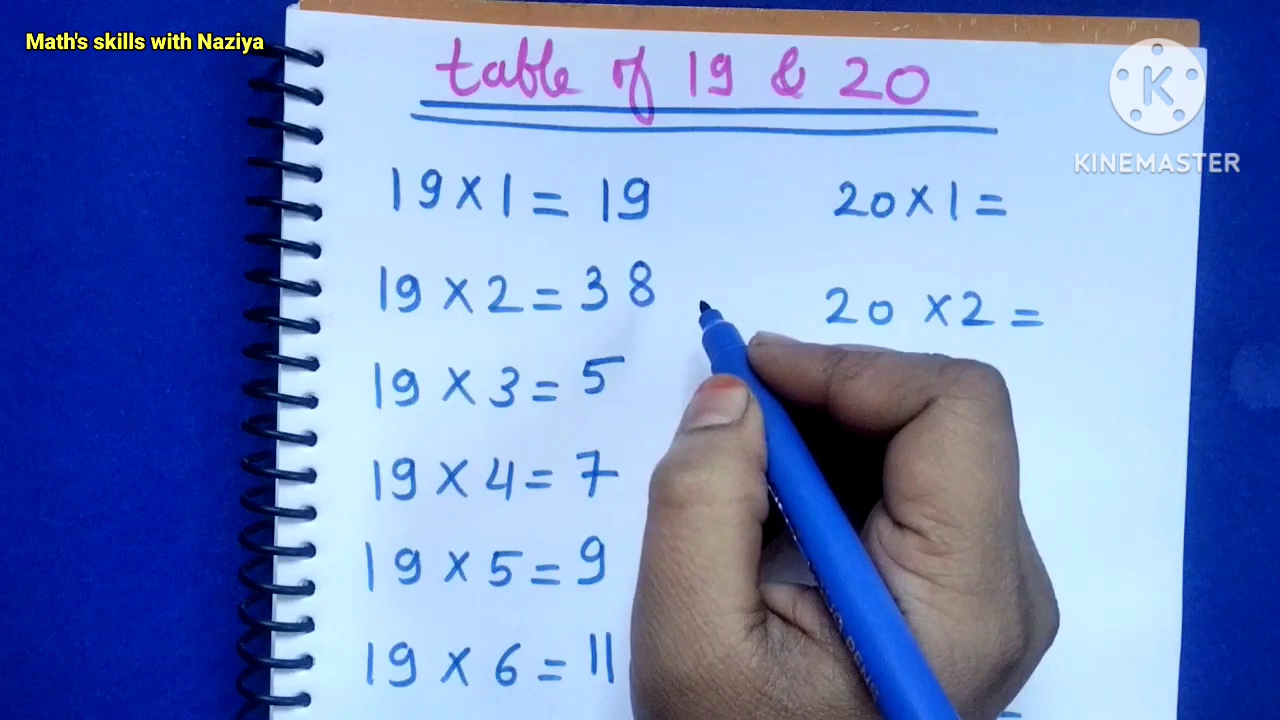 Math's skills with Naziya
table of 19 & 20
K
KINEMASTER
19 × 1 = 19
20 × 1 =
19 × 2 = 38
20 × 2 =
19 × 3 = 5
19 × 4 = 7
19 × 5 = 9
19 × 6 = 11
=